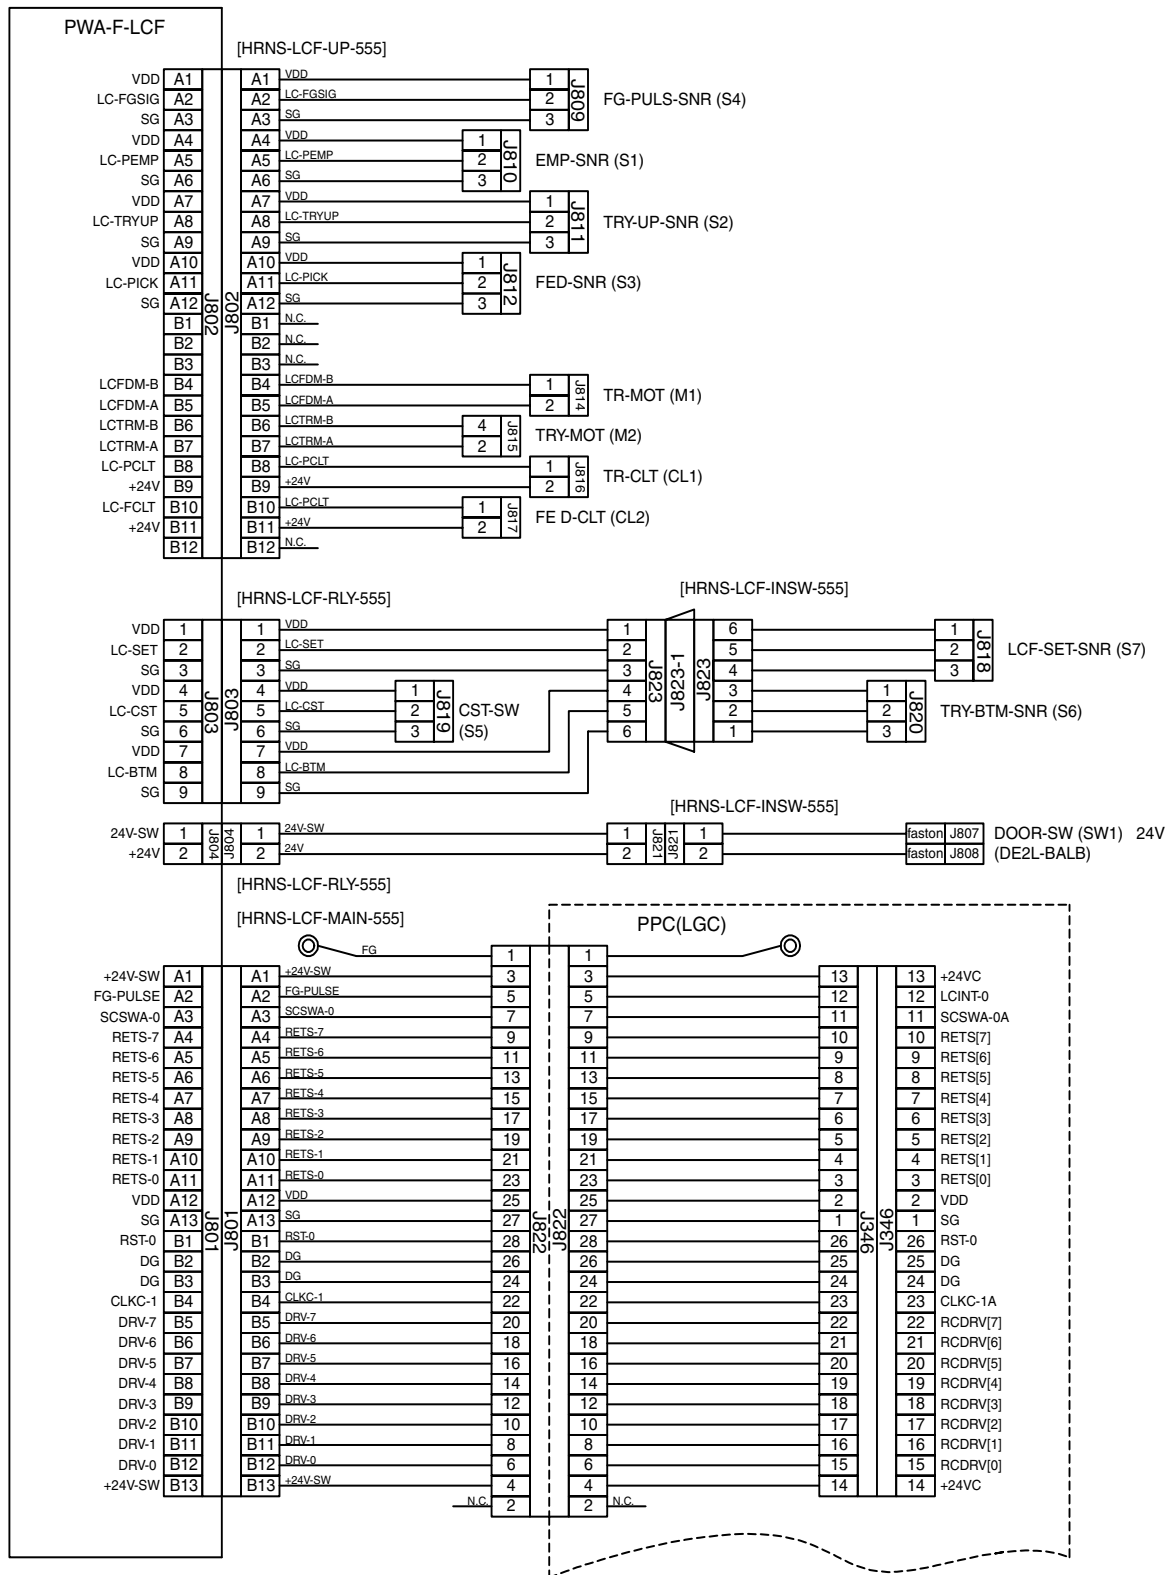 PWA-F-LCF
[HRNS-LCF-UP-555]
VDD A1 A1 VDD 1 J809
LC-FGSIG A2 A2 LC-FGSIG 2 FG-PULS-SNR (S4)
SG A3 A3 SG 3
VDD A4 A4 VDD 1 J810
LC-PEMP A5 A5 LC-PEMP 2 EMP-SNR (S1)
SG A6 A6 SG 3
VDD A7 A7 VDD 1 J811
LC-TRYUP A8 A8 LC-TRYUP 2 TRY-UP-SNR (S2)
SG A9 A9 SG 3
VDD A10 A10 VDD 1 J812
LC-PICK A11 A11 LC-PICK 2 FED-SNR (S3)
SG A12 J802 J802 A12 SG 3
B1 B1 N.C.
B2 B2 N.C.
B3 B3 N.C.
LCFDM-B B4 B4 LCFDM-B 1 J814 TR-MOT (M1)
LCFDM-A B5 B5 LCFDM-A 2
LCTRM-B B6 B6 LCTRM-B 4 J815 TRY-MOT (M2)
LCTRM-A B7 B7 LCTRM-A 2
LC-PCLT B8 B8 LC-PCLT 1 J816 TR-CLT (CL1)
+24V B9 B9 +24V 2
LC-FCLT B10 B10 LC-PCLT 1 J817 FE D-CLT (CL2)
+24V B11 B11 +24V 2
B12 B12 N.C.
[HRNS-LCF-RLY-555] [HRNS-LCF-INSW-555]
VDD 1 1 VDD 1 6 1 J818
LC-SET 2 2 LC-SET 2 5 2 LCF-SET-SNR (S7)
SG 3 3 SG 3 J823 J823-1 J823 4 3
VDD 4 J803 J803 4 VDD 1 J819 4 3 1 J820
LC-CST 5 5 LC-CST 2 CST-SW 5 2 2 TRY-BTM-SNR (S6)
SG 6 6 SG 3 (S5) 6 1 3
VDD 7 7 VDD
LC-BTM 8 8 LC-BTM
SG 9 9 SG
[HRNS-LCF-INSW-555]
24V-SW 1 J804 J804 1 24V-SW 1 J821 J821 1 faston J807 DOOR-SW (SW1) 24V
+24V 2 2 24V 2 2 faston J808 (DE2L-BALB)
[HRNS-LCF-RLY-555]
[HRNS-LCF-MAIN-555] PPC(LGC)
FG 1 1
+24V-SW A1 A1 +24V-SW 3 3 13 13 +24VC
FG-PULSE A2 A2 FG-PULSE 5 5 12 12 LCINT-0
SCSWA-0 A3 A3 SCSWA-0 7 7 11 11 SCSWA-0A
RETS-7 A4 A4 RETS-7 9 9 10 10 RETS[7]
RETS-6 A5 A5 RETS-6 11 11 9 9 RETS[6]
RETS-5 A6 A6 RETS-5 13 13 8 8 RETS[5]
RETS-4 A7 A7 RETS-4 15 15 7 7 RETS[4]
RETS-3 A8 A8 RETS-3 17 17 6 6 RETS[3]
RETS-2 A9 A9 RETS-2 19 19 5 5 RETS[2]
RETS-1 A10 A10 RETS-1 21 21 4 4 RETS[1]
RETS-0 A11 A11 RETS-0 23 23 3 3 RETS[0]
VDD A12 A12 VDD 25 25 2 2 VDD
SG A13 J801 J801 A13 SG 27 J822 J822 27 1 J346 J346 1 SG
RST-0 B1 B1 RST-0 28 28 26 26 RST-0
DG B2 B2 DG 26 26 25 25 DG
DG B3 B3 DG 24 24 24 24 DG
CLKC-1 B4 B4 CLKC-1 22 22 23 23 CLKC-1A
DRV-7 B5 B5 DRV-7 20 20 22 22 RCDRV[7]
DRV-6 B6 B6 DRV-6 18 18 21 21 RCDRV[6]
DRV-5 B7 B7 DRV-5 16 16 20 20 RCDRV[5]
DRV-4 B8 B8 DRV-4 14 14 19 19 RCDRV[4]
DRV-3 B9 B9 DRV-3 12 12 18 18 RCDRV[3]
DRV-2 B10 B10 DRV-2 10 10 17 17 RCDRV[2]
DRV-1 B11 B11 DRV-1 8 8 16 16 RCDRV[1]
DRV-0 B12 B12 DRV-0 6 6 15 15 RCDRV[0]
+24V-SW B13 B13 +24V-SW 4 4 14 14 +24VC
N.C. 2 2 N.C.